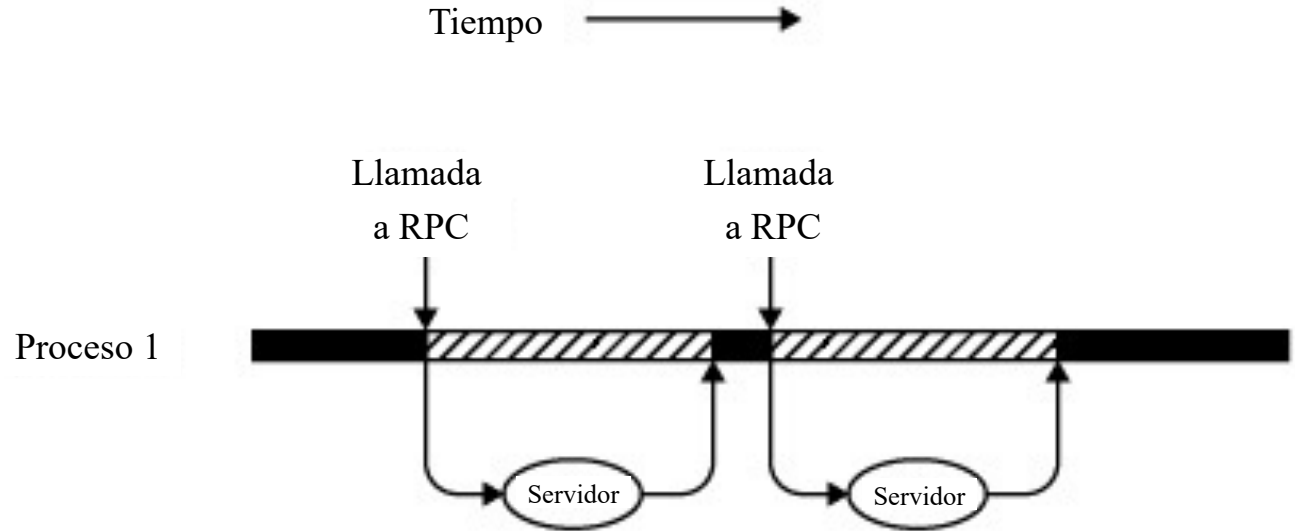 Tiempo
Llamada
a RPC
Llamada
a RPC
Proceso 1
Servidor
Servidor